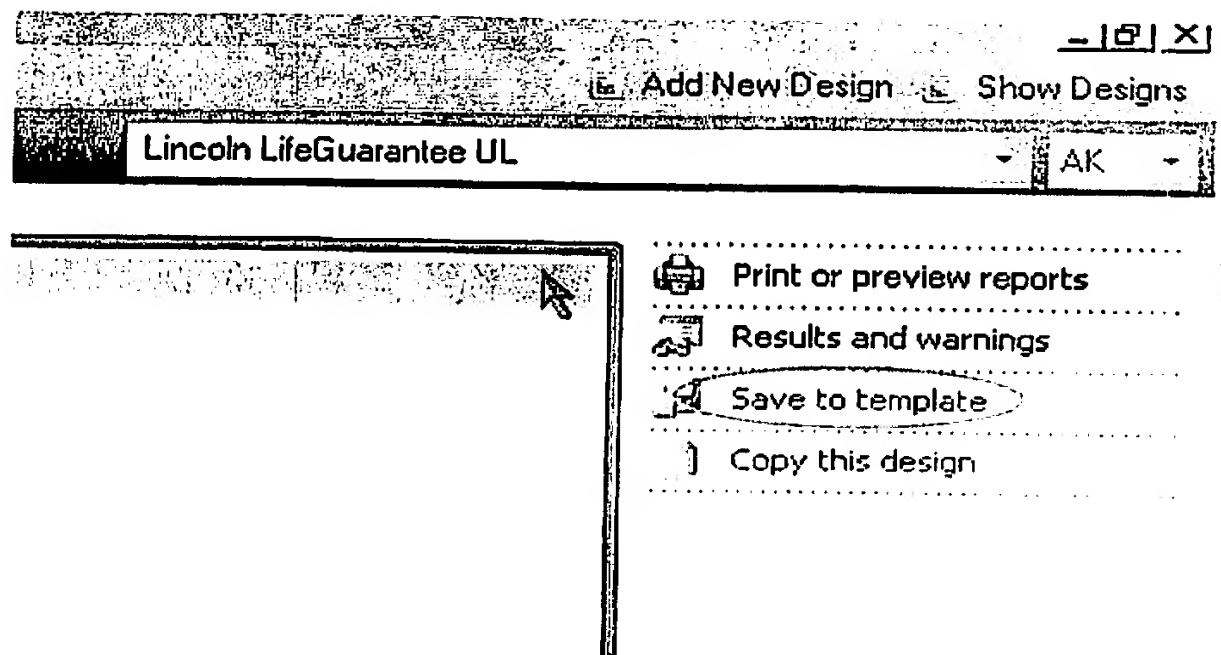 Add New Design Show Designs
Lincoln LifeGuarantee UL AK
Print or preview reports
Results and warnings
Save to template
Copy this design